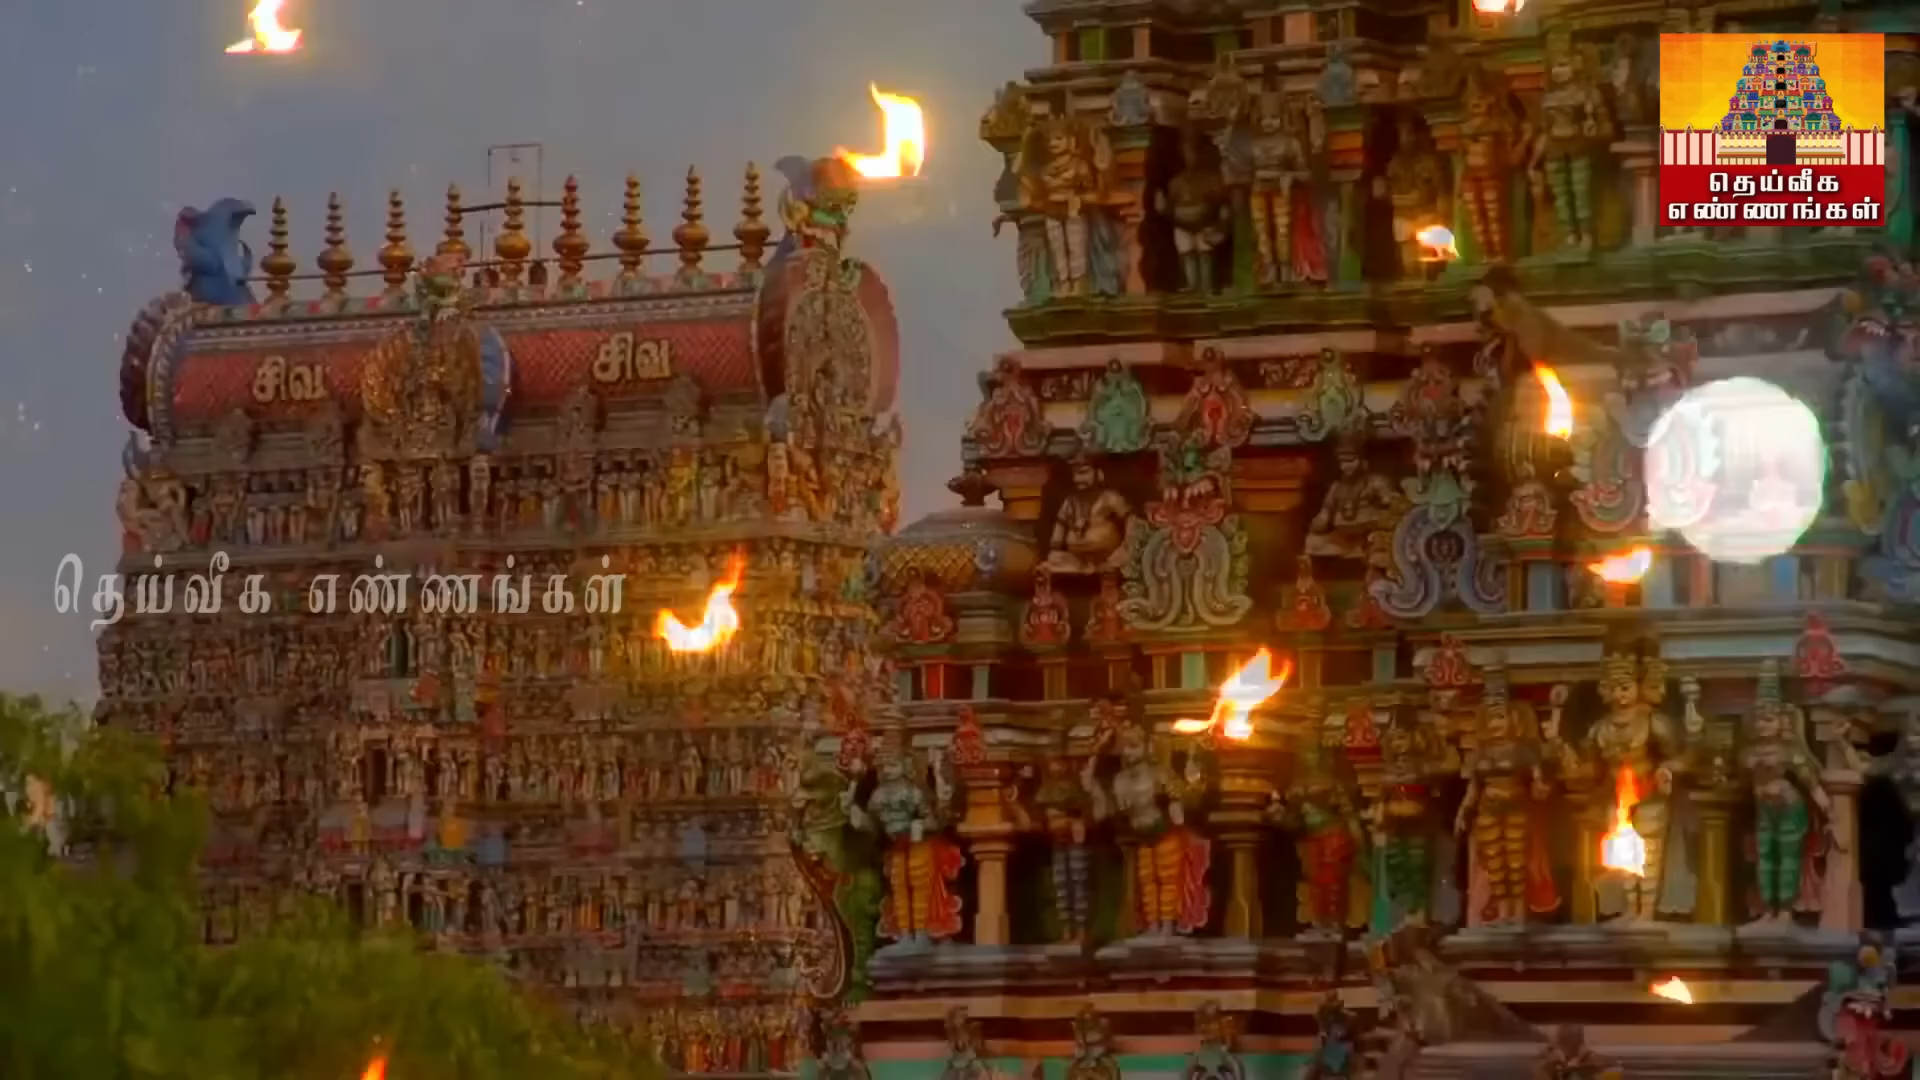 தெய்வீக
எண்ணங்கள்
சிவ சிவ
தெய்வீக எண்ணங்கள்